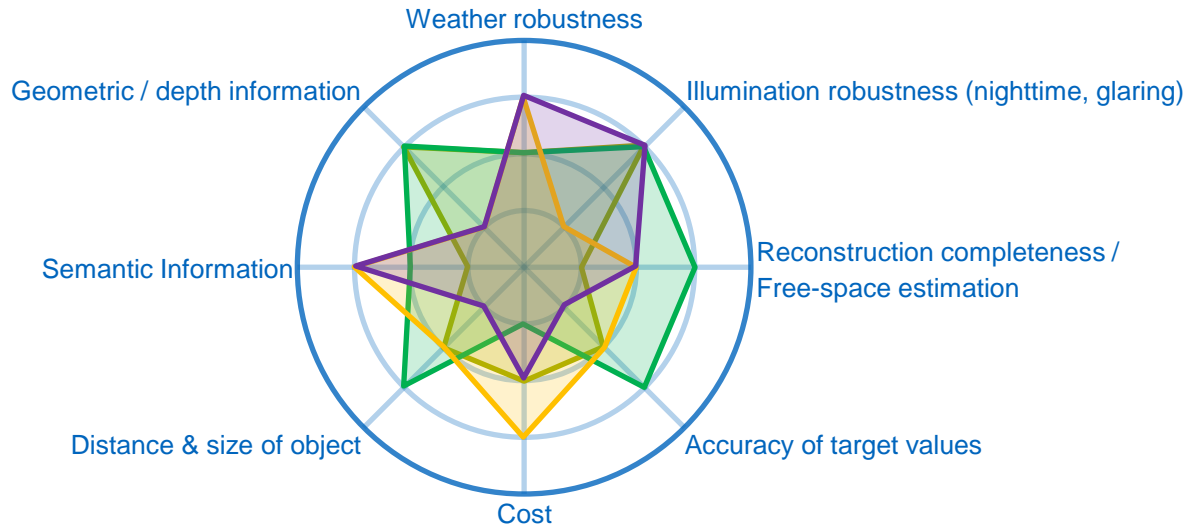 Weather robustness
Geometric / depth information
Illumination robustness (nighttime, glaring)
Semantic Information
Reconstruction completeness /
Free-space estimation
Distance & size of object
Accuracy of target values
Cost